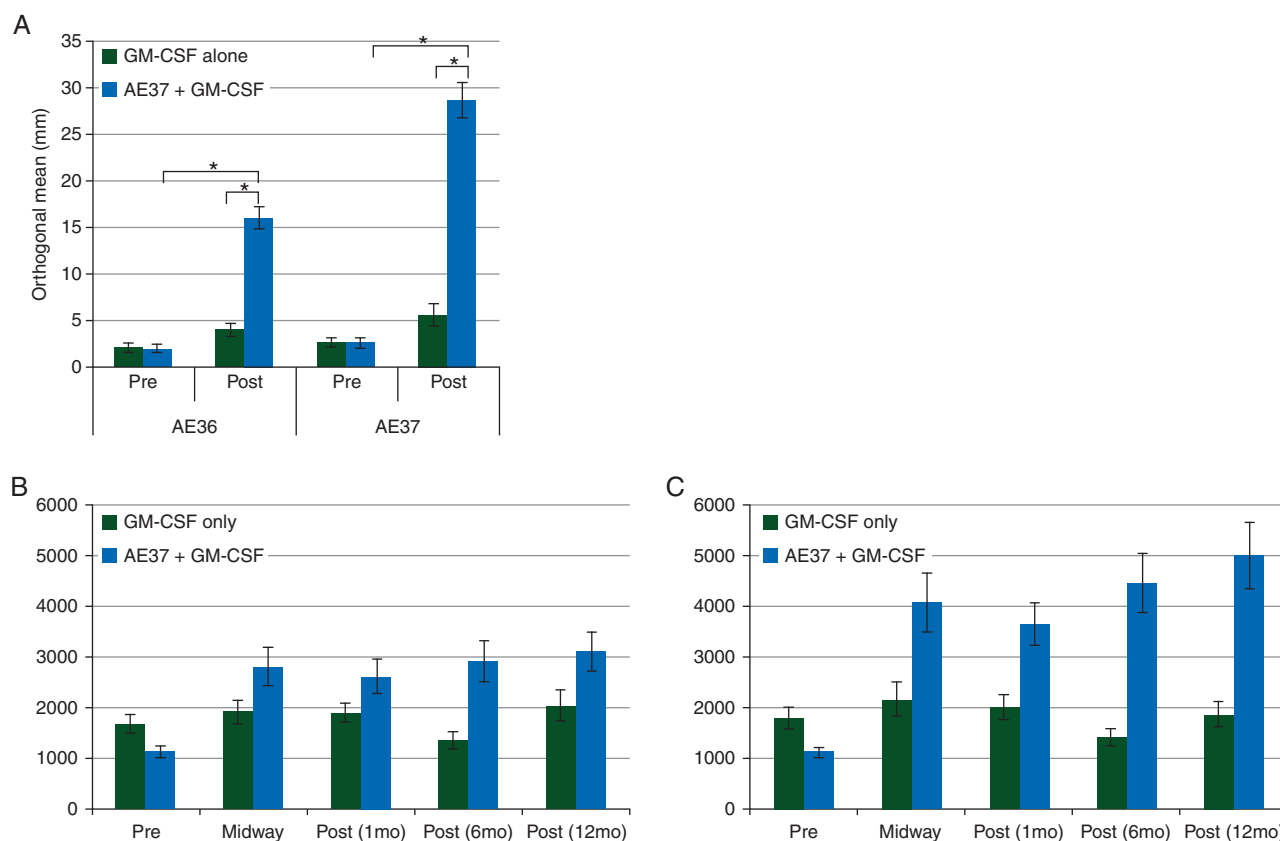 A
GM-CSF alone
AE37 + GM-CSF
Orthogonal mean (mm)
35
30
25
20
15
10
5
0
*
*
*
*
Pre
Post
Pre
Post
AE36
AE37
B
GM-CSF only
AE37 + GM-CSF
6000
5000
4000
3000
2000
1000
0
Pre
Midway
Post (1mo)
Post (6mo)
Post (12mo)
C
GM-CSF only
AE37 + GM-CSF
6000
5000
4000
3000
2000
1000
0
Pre
Midway
Post (1mo)
Post (6mo)
Post (12mo)